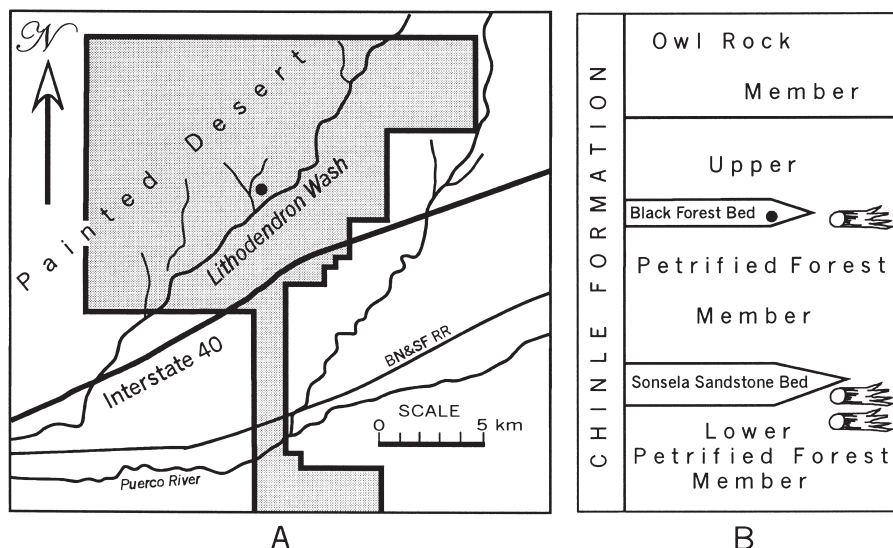 N
Painted Desert
Lithodendron Wash
Interstate 40
BN&SF RR
SCALE
0 5 km
Puerco River
A
CHINLE FORMATION
Owl Rock
Member
Upper
Black Forest Bed
Petrified Forest
Member
Sonsela Sandstone Bed
Lower
Petrified Forest
Member
B